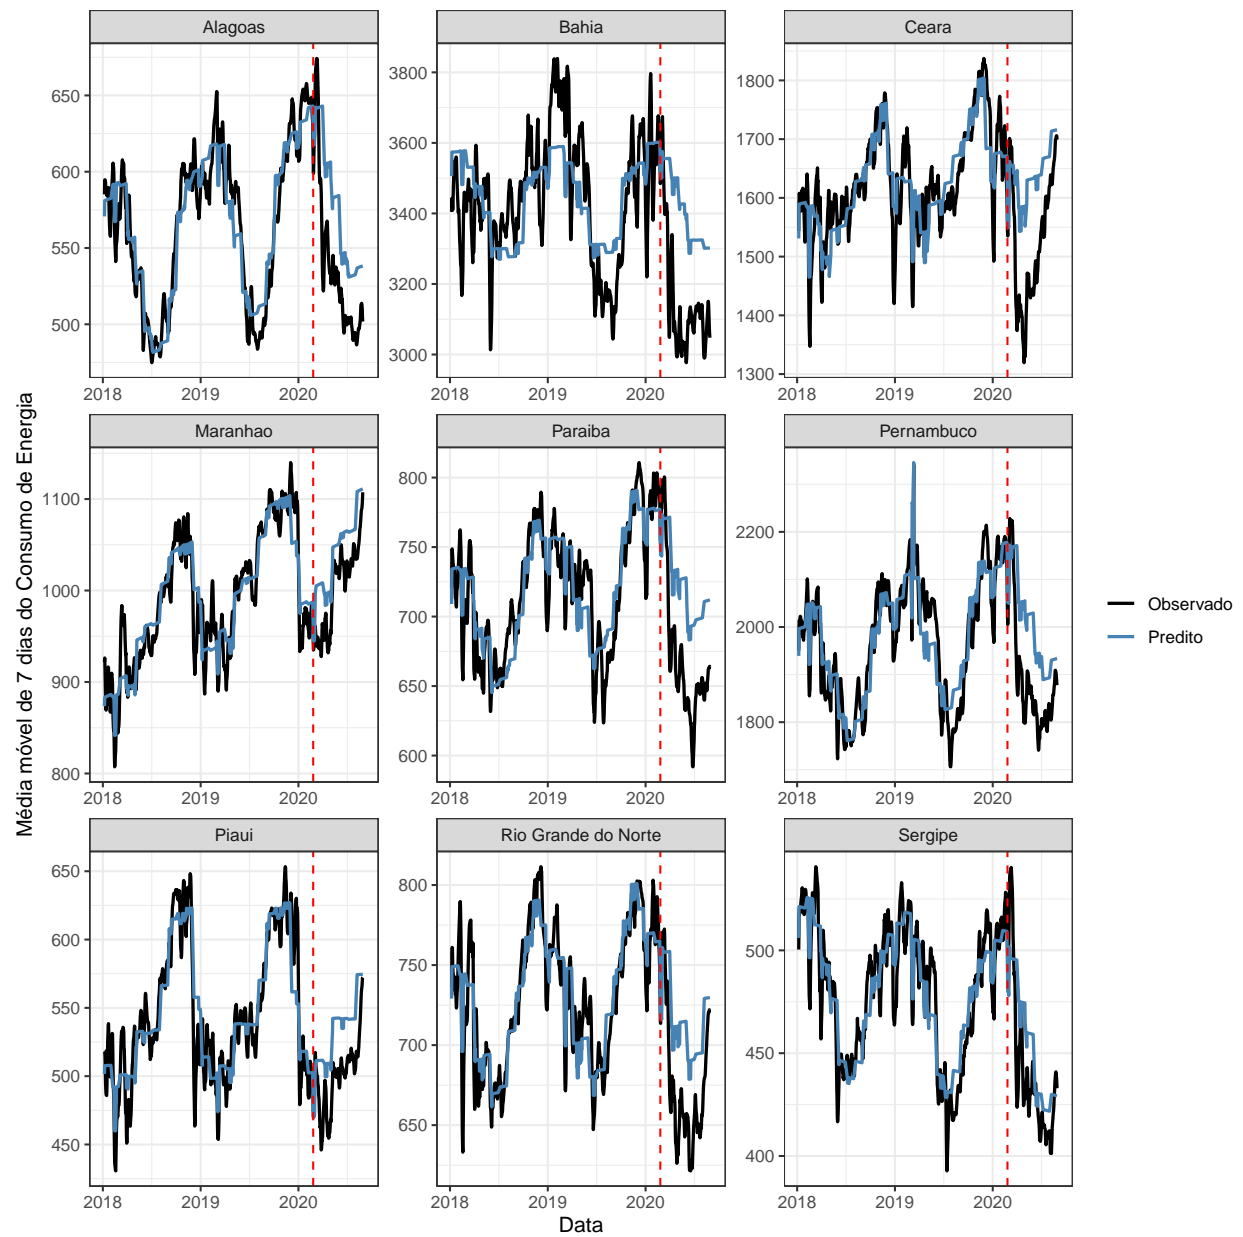 Alagoas
Bahia
Ceara
650
600
550
500
3800
3600
3400
3200
3000
1800
1700
1600
1500
1400
1300
2018 2019 2020
2018 2019 2020
2018 2019 2020
Maranhao
Paraiba
Pernambuco
1100
1000
900
800
800
750
700
650
600
2200
2000
1800
2018 2019 2020
2018 2019 2020
2018 2019 2020
Piaui
Rio Grande do Norte
Sergipe
650
600
550
500
450
800
750
700
650
500
450
400
2018 2019 2020
2018 2019 2020
2018 2019 2020
Data
Média móvel de 7 dias do Consumo de Energia
Observado
Predito